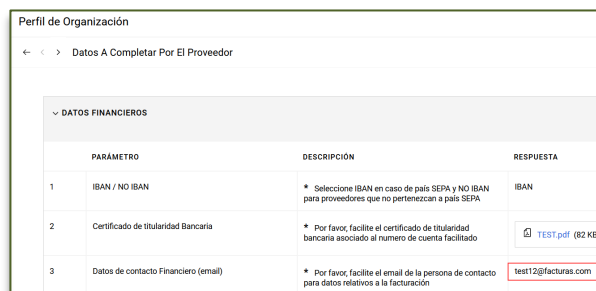 Perfil de Organización
Datos A Completar Por El Proveedor
DATOS FINANCIEROS
PARÁMETRO DESCRIPCIÓN RESPUESTA
1 IBAN / NO IBAN * Seleccione IBAN en caso de país SEPA y NO IBAN IBAN
para proveedores que no pertenezcan a país SEPA
2 Certificado de titularidad Bancaria * Por favor, facilite el certificado de titularidad
bancaria asociado al numero de cuenta facilitado TEST.pdf (82 KB
3 Datos de contacto Financiero (email) * Por favor, facilite el email de la persona de contacto test12@facturas.com
para datos relativos a la facturación